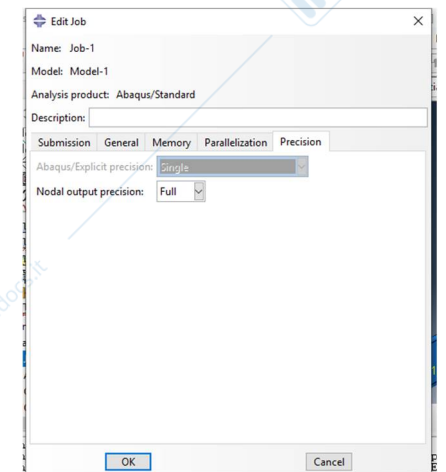 Edit Job
Name: Job-1
Model: Model-1
Analysis product: Abaqus/Standard
Description:
Submission General Memory Parallelization Precision
Abaqus/Explicit precision: Single
Nodal output precision: Full
OK Cancel